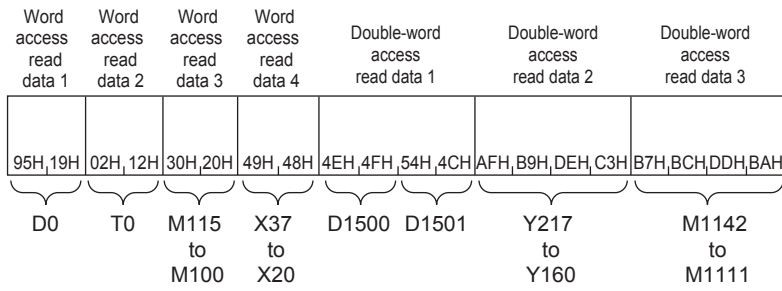 Word access read data 1
Word access read data 2
Word access read data 3
Word access read data 4
Double-word access read data 1
Double-word access read data 2
Double-word access read data 3
95H 19H 02H 12H 30H 20H 49H 48H 4EH 4FH 54H 4CH AFH B9H DEH C3H B7H BCH DDH BAH
D0
T0
M115 to M100
X37 to X20
D1500
D1501
Y217 to Y160
M1142 to M1111